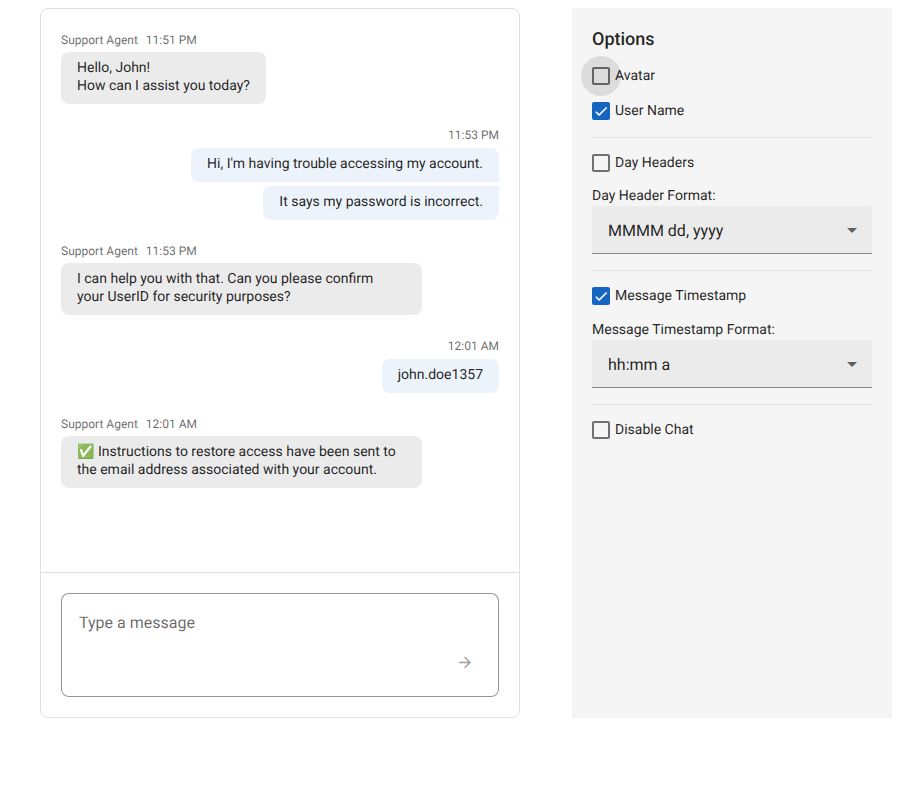 Support Agent 11:51 PM
Hello, John!
How can I assist you today?
11:53 PM
Hi, I'm having trouble accessing my account.
It says my password is incorrect.
Support Agent 11:53 PM
I can help you with that. Can you please confirm
your UserID for security purposes?
12:01 AM
john.doe1357
Support Agent 12:01 AM
✅ Instructions to restore access have been sent to
the email address associated with your account.
Type a message
Options
Avatar
User Name
Day Headers
Day Header Format:
MMMM dd, yyyy
Message Timestamp
Message Timestamp Format:
hh:mm a
Disable Chat